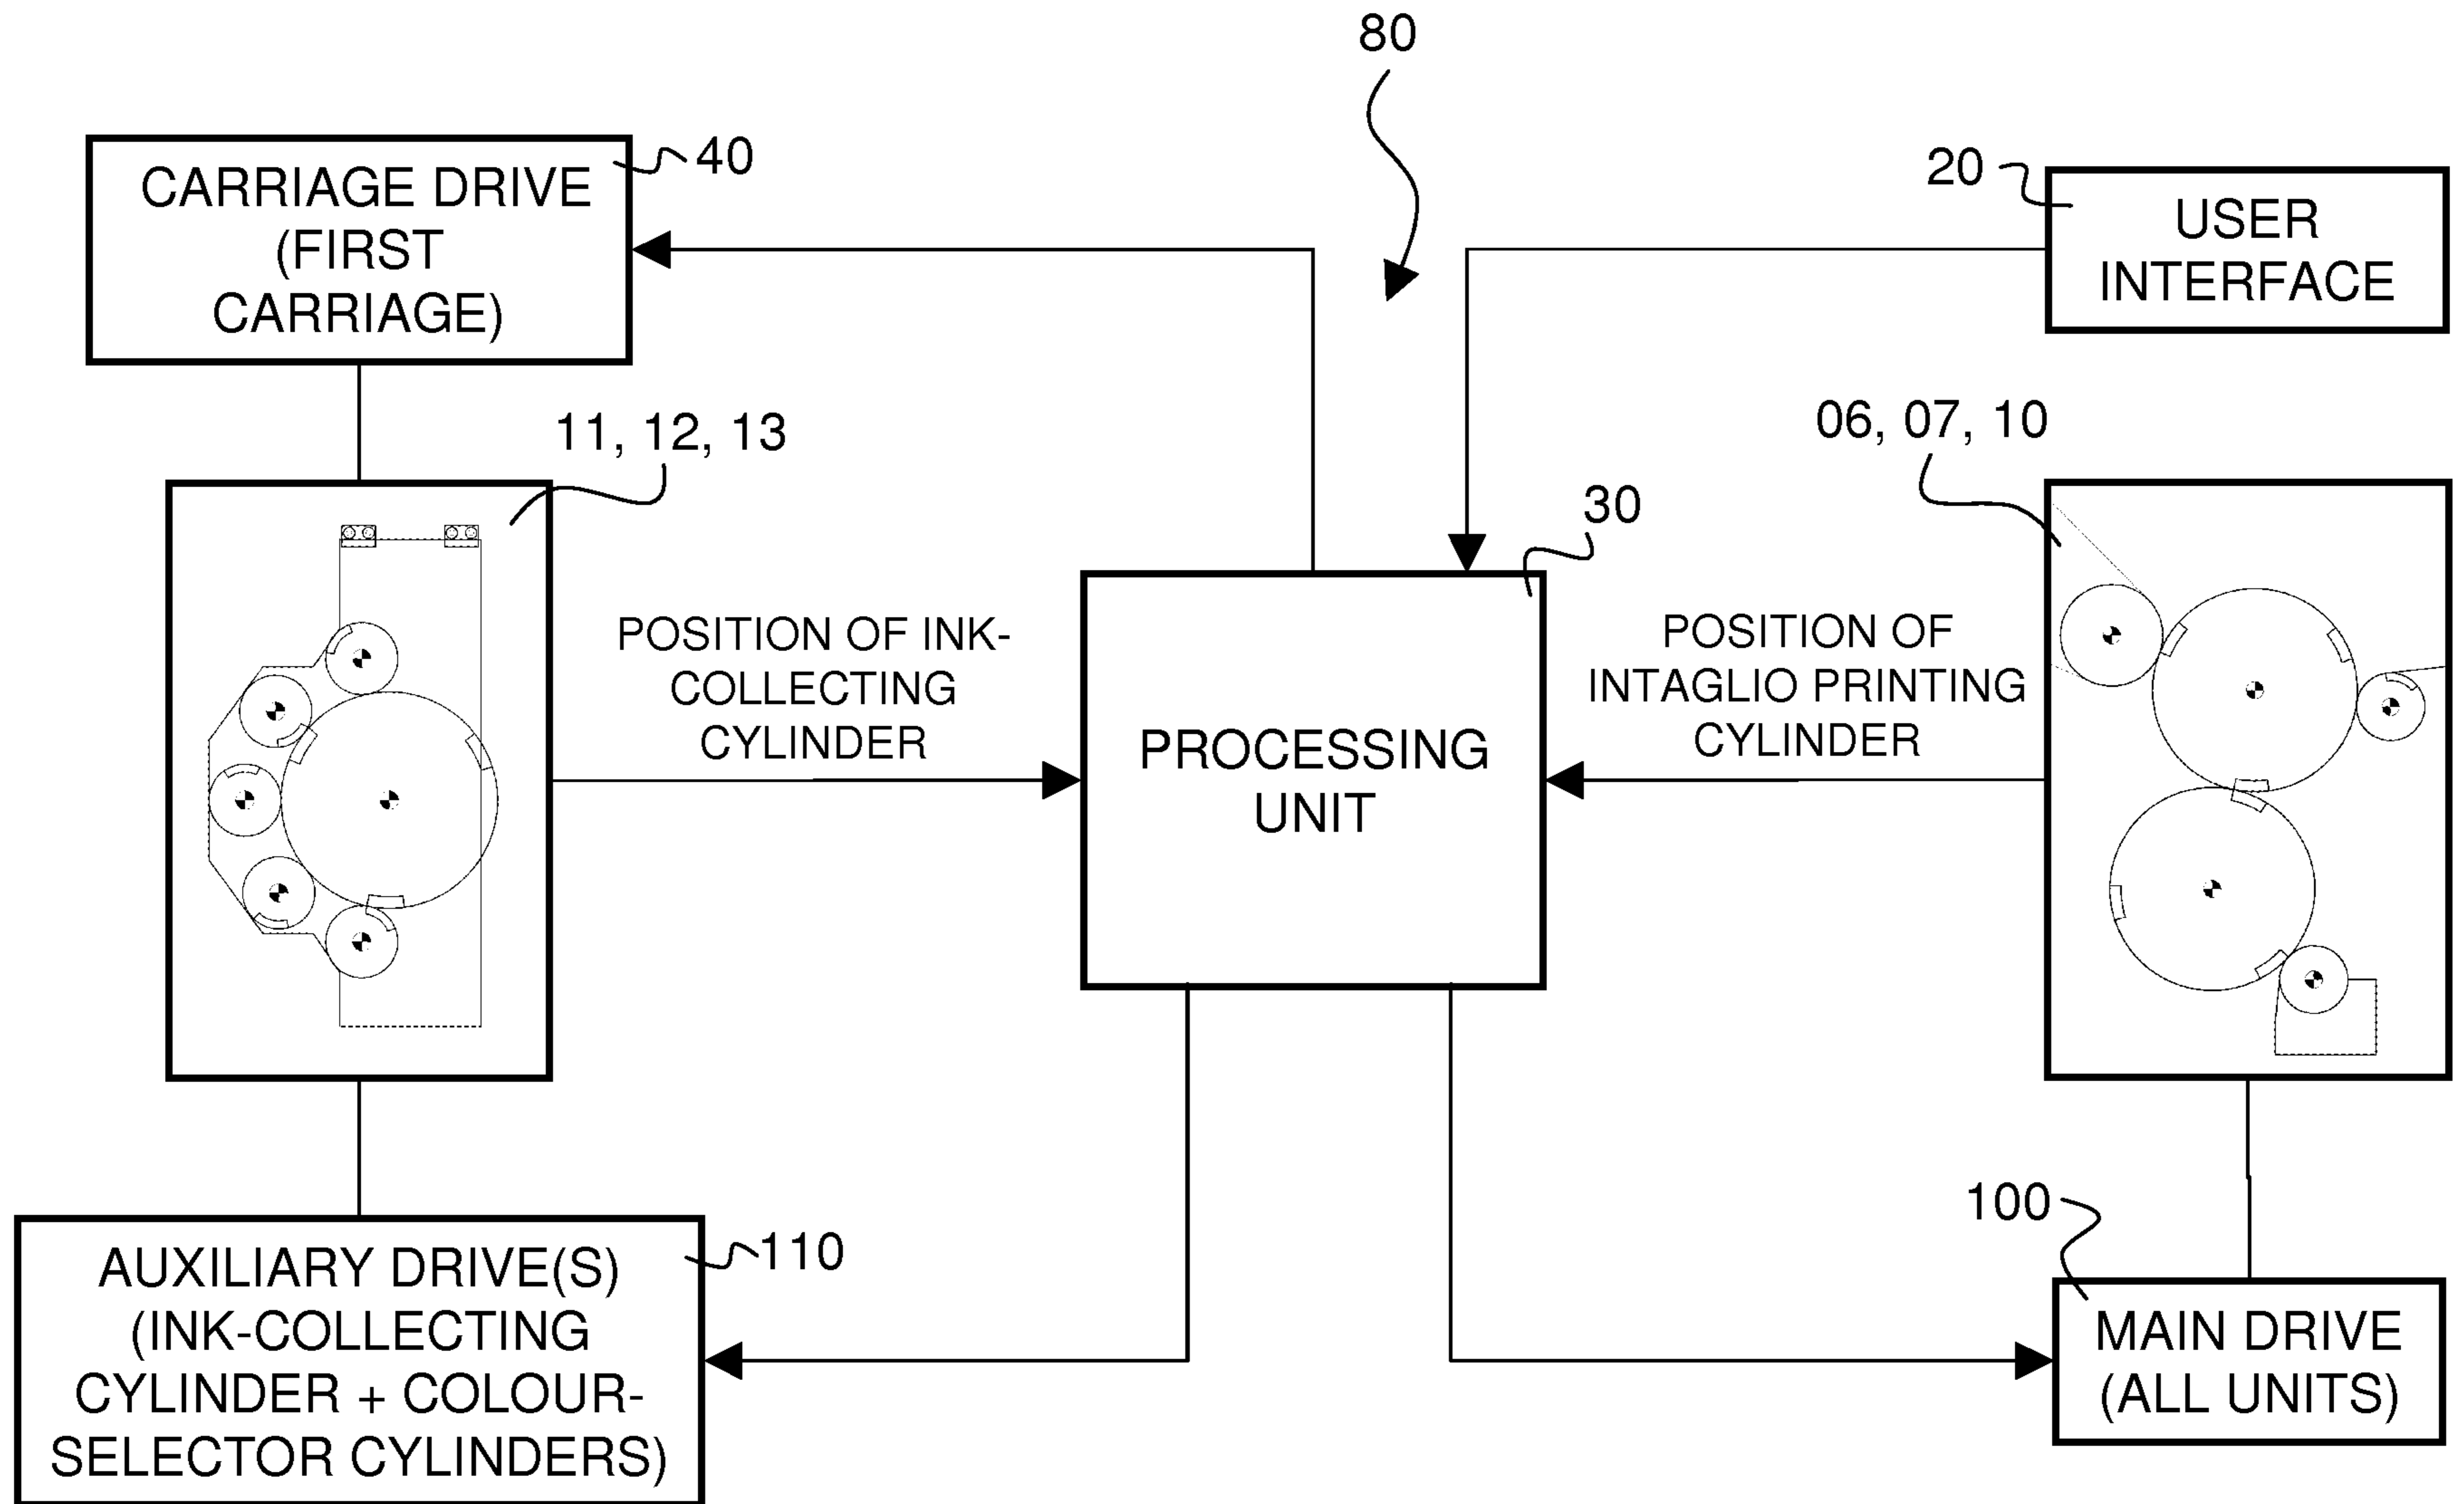 80
40
CARRIAGE DRIVE
(FIRST
CARRIAGE)
20
USER
INTERFACE
11, 12, 13
06, 07, 10
30
POSITION OF INK-
COLLECTING
CYLINDER
PROCESSING
UNIT
POSITION OF
INTAGLIO PRINTING
CYLINDER
110
AUXILIARY DRIVE(S)
(INK-COLLECTING
CYLINDER + COLOUR-
SELECTOR CYLINDERS)
100
MAIN DRIVE
(ALL UNITS)